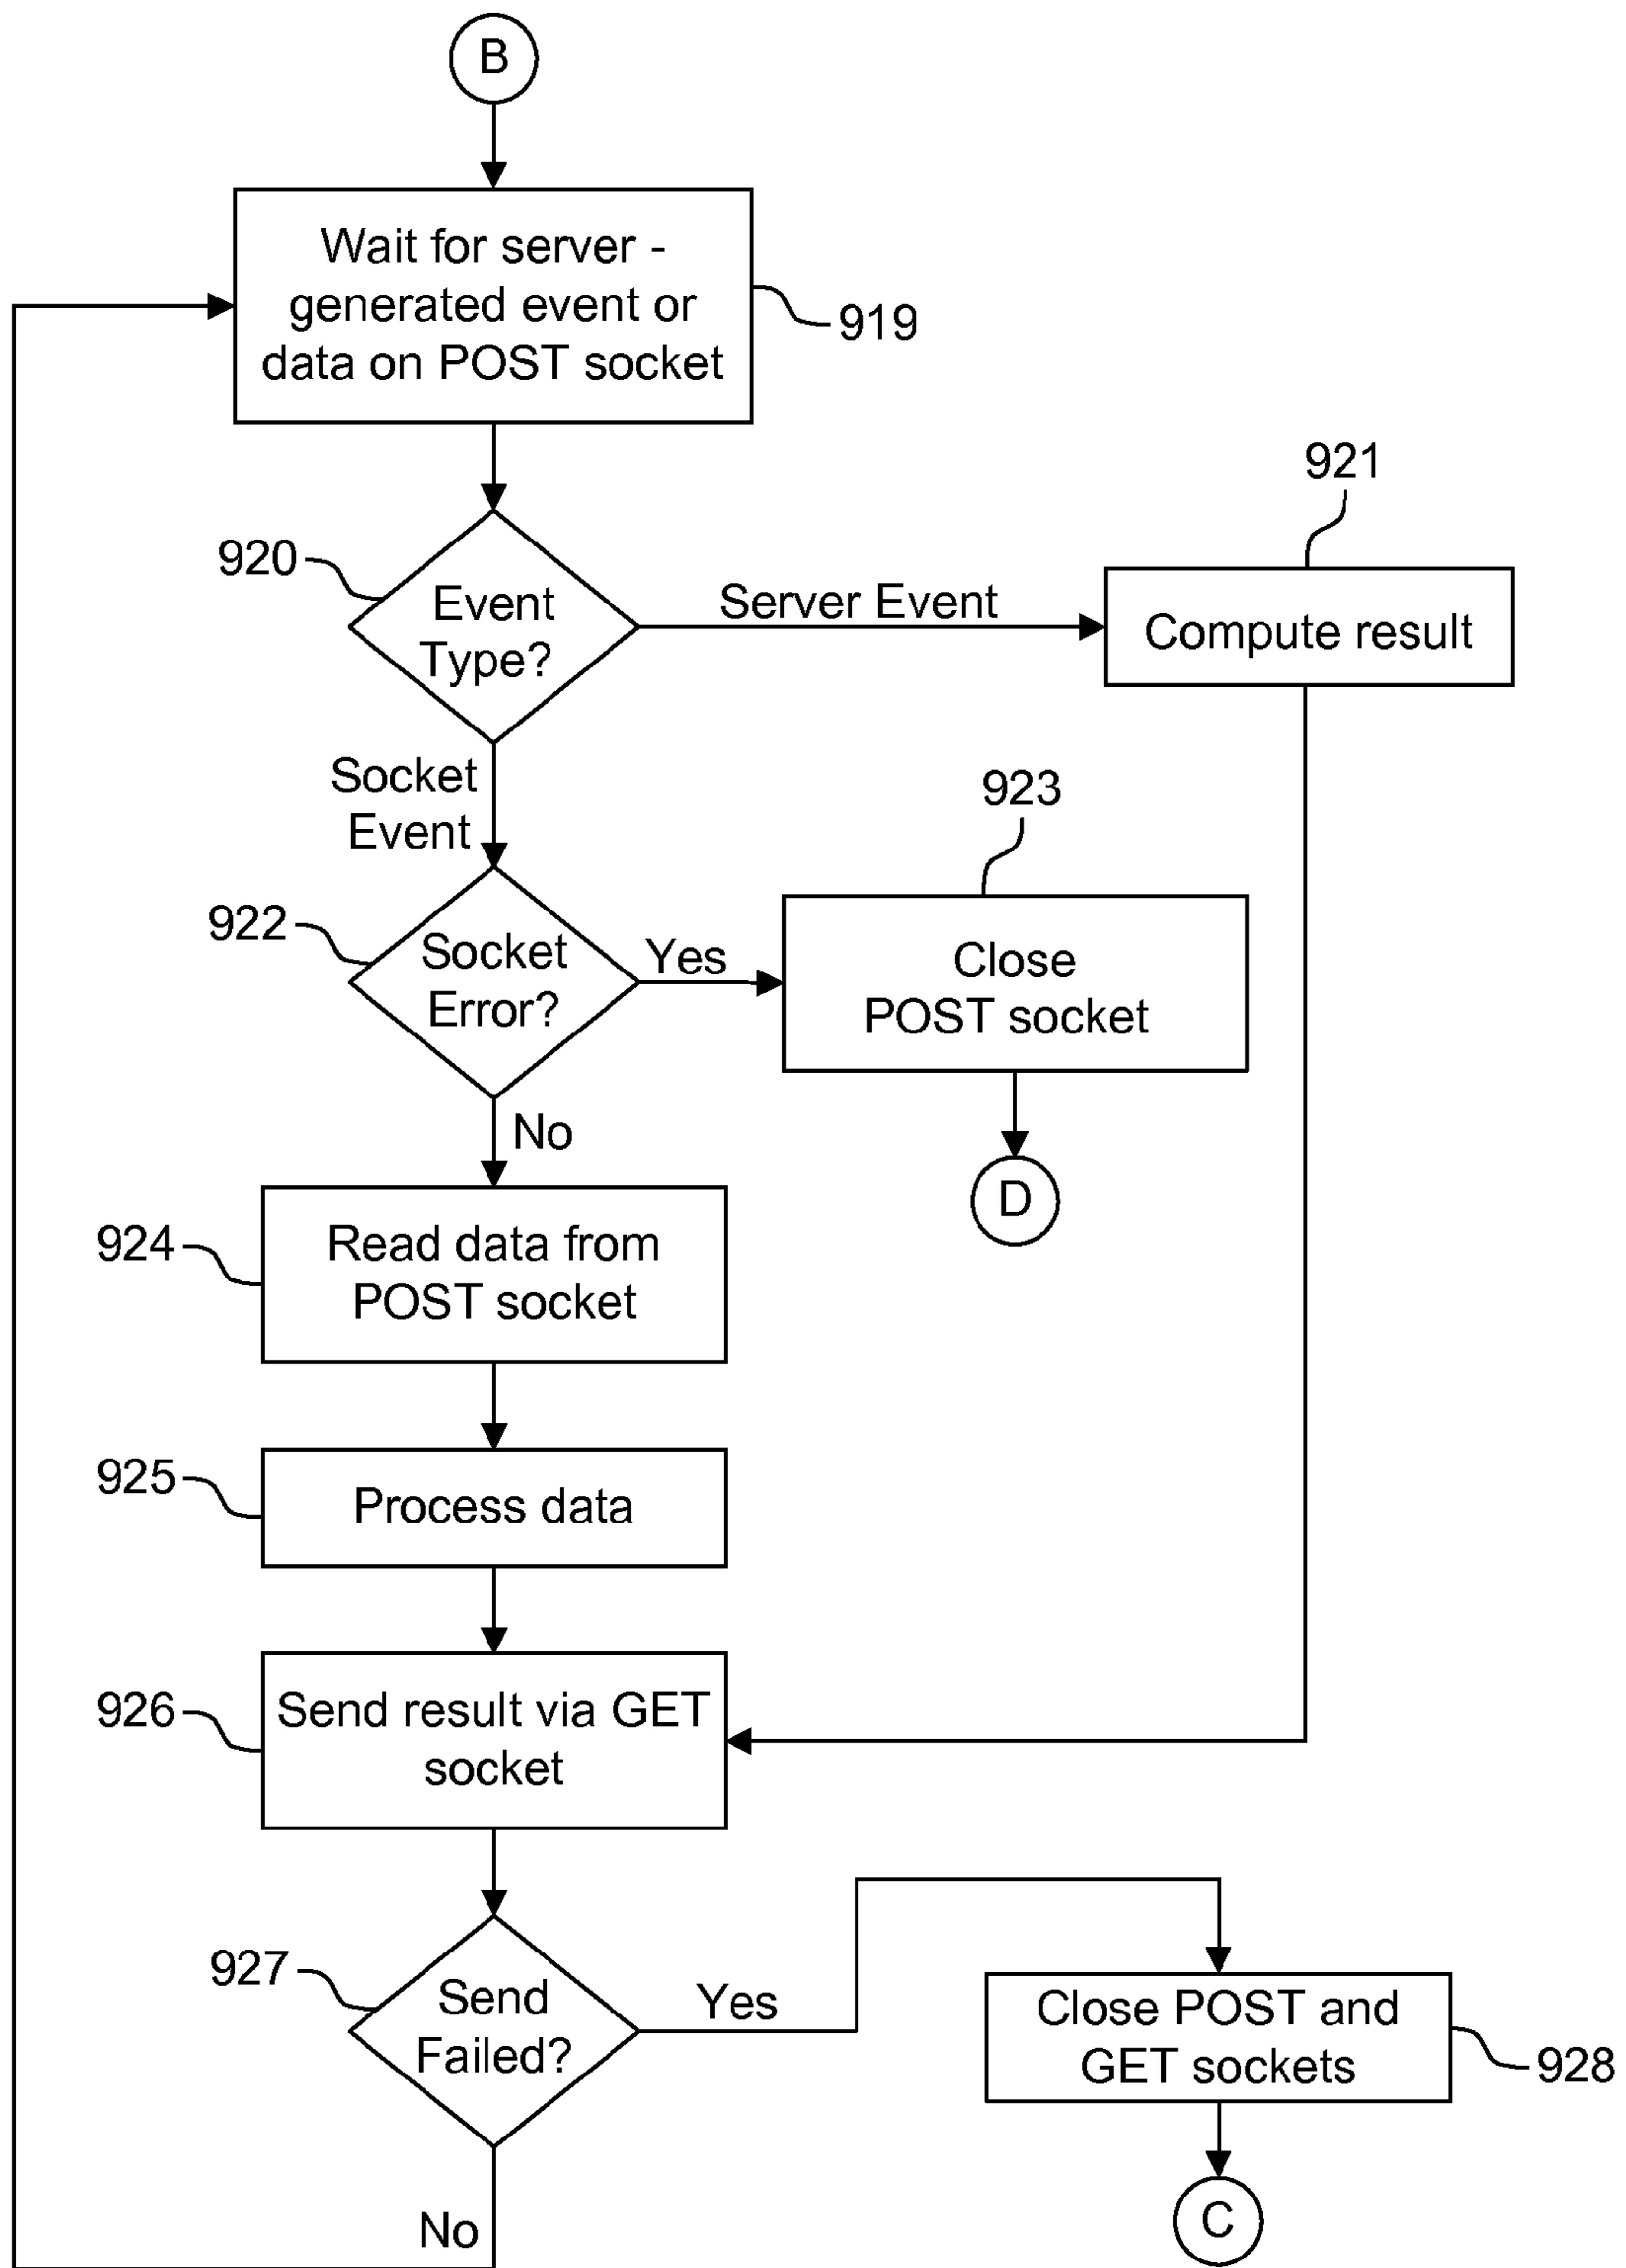 B
Wait for server -
generated event or
data on POST socket
919
921
920
Event
Type?
Server Event
Compute result
Socket
Event
923
922
Socket
Error?
Yes
Close
POST socket
No
D
924
Read data from
POST socket
925
Process data
926
Send result via GET
socket
927
Send
Failed?
Yes
Close POST and
GET sockets
928
No
C